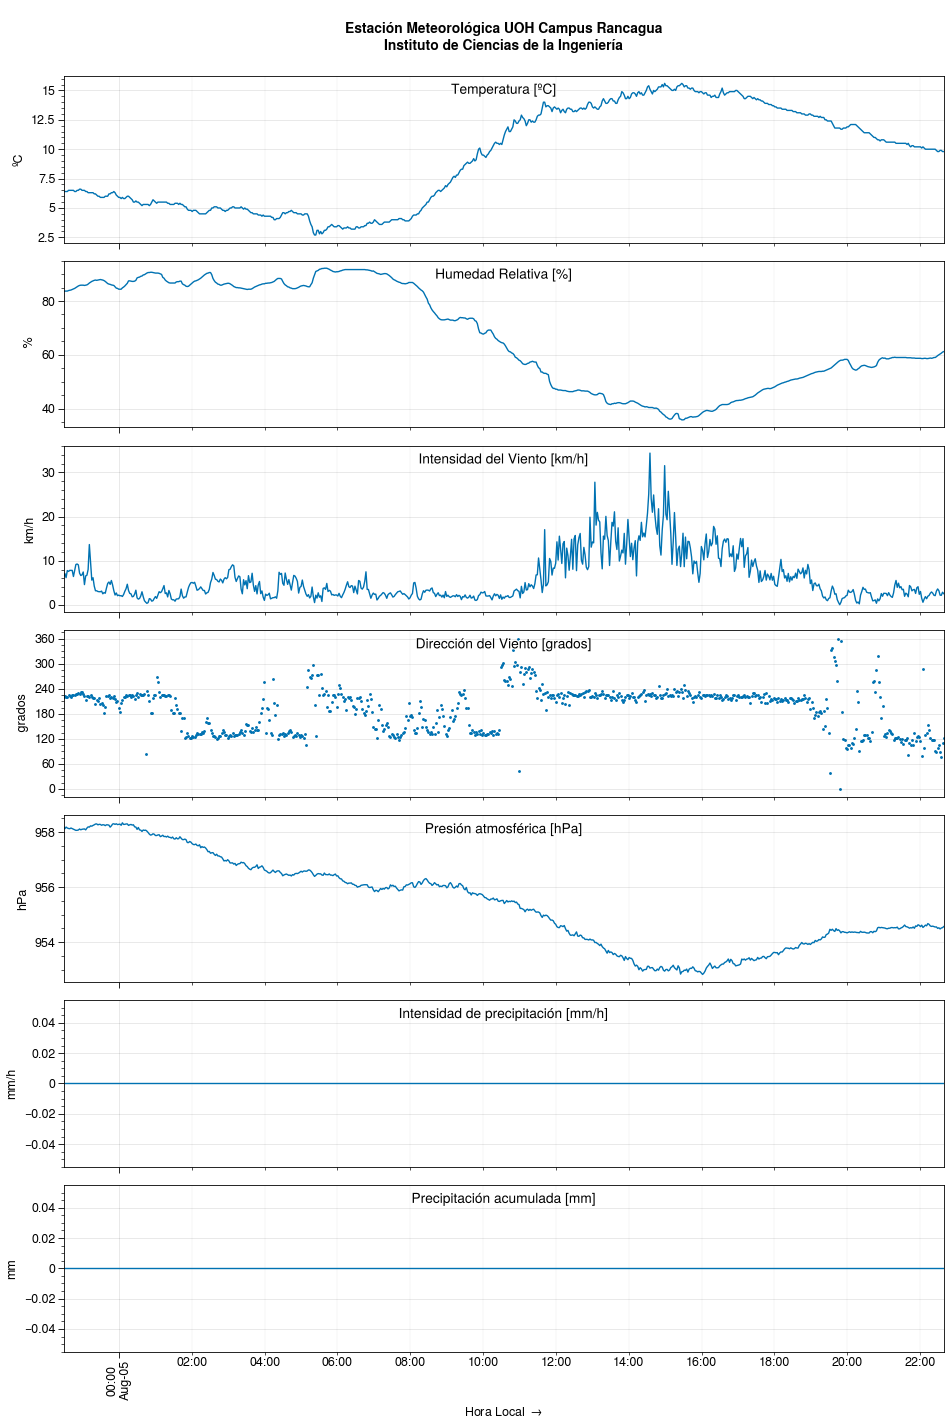 Estación Meteorológica UOH Campus Rancagua
Instituto de Ciencias de la Ingeniería
Temperatura [ºC]
15
12.5
10
7.5
5
2.5
ºC
Humedad Relativa [%]
80
60
40
%
Intensidad del Viento [km/h]
30
20
10
0
km/h
Dirección del Viento [grados]
360
300
240
180
120
60
0
grados
Presión atmosférica [hPa]
958
956
954
hPa
Intensidad de precipitación [mm/h]
0.04
0.02
0
−0.02
−0.04
mm/h
Precipitación acumulada [mm]
0.04
0.02
0
−0.02
−0.04
mm
00:00
Aug-05
02:00
04:00
06:00
08:00
10:00
12:00
14:00
16:00
18:00
20:00
22:00
Hora Local →